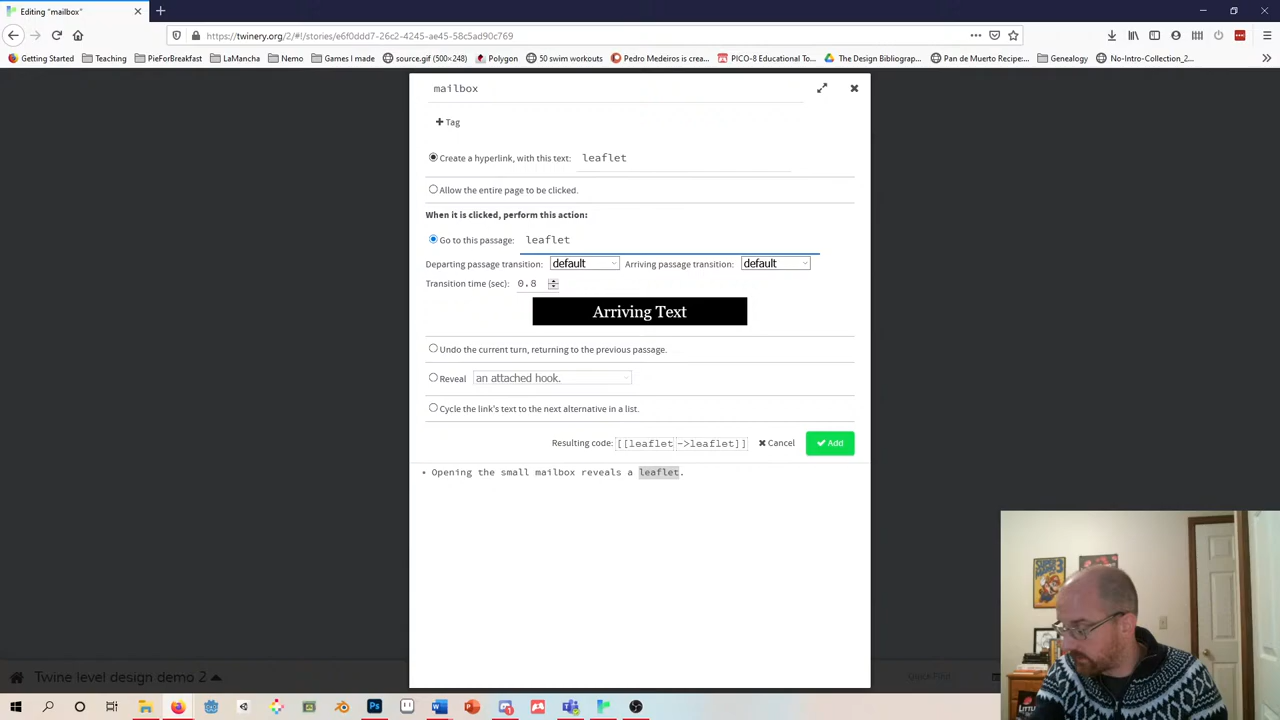 Editing "mailbox"
https://twinery.org/2/#!/stories/e6f0ddd7-26c2-4245-ae45-58c5ad90c769
Getting Started Teaching PieForBreakfast LaMancha Nemo Games I made source.gif (500×248) Polygon 50 swim workouts Pedro Medeiros is crea... PICO-8 Educational To... The Design Bibliograp... Pan de Muerto Recipe:... Genealogy No-Intro-Collection_2...
mailbox
Tag
Create a hyperlink, with this text: leaflet
Allow the entire page to be clicked.
When it is clicked, perform this action:
Go to this passage: leaflet
Departing passage transition: default Arriving passage transition: default
Transition time (sec): 0.8
Arriving Text
Undo the current turn, returning to the previous passage.
Reveal an attached hook.
Cycle the link's text to the next alternative in a list.
Resulting code: [[leaflet->leaflet]] Cancel Add
Opening the small mailbox reveals a leaflet.
Twine level design demo 2 Quick Find